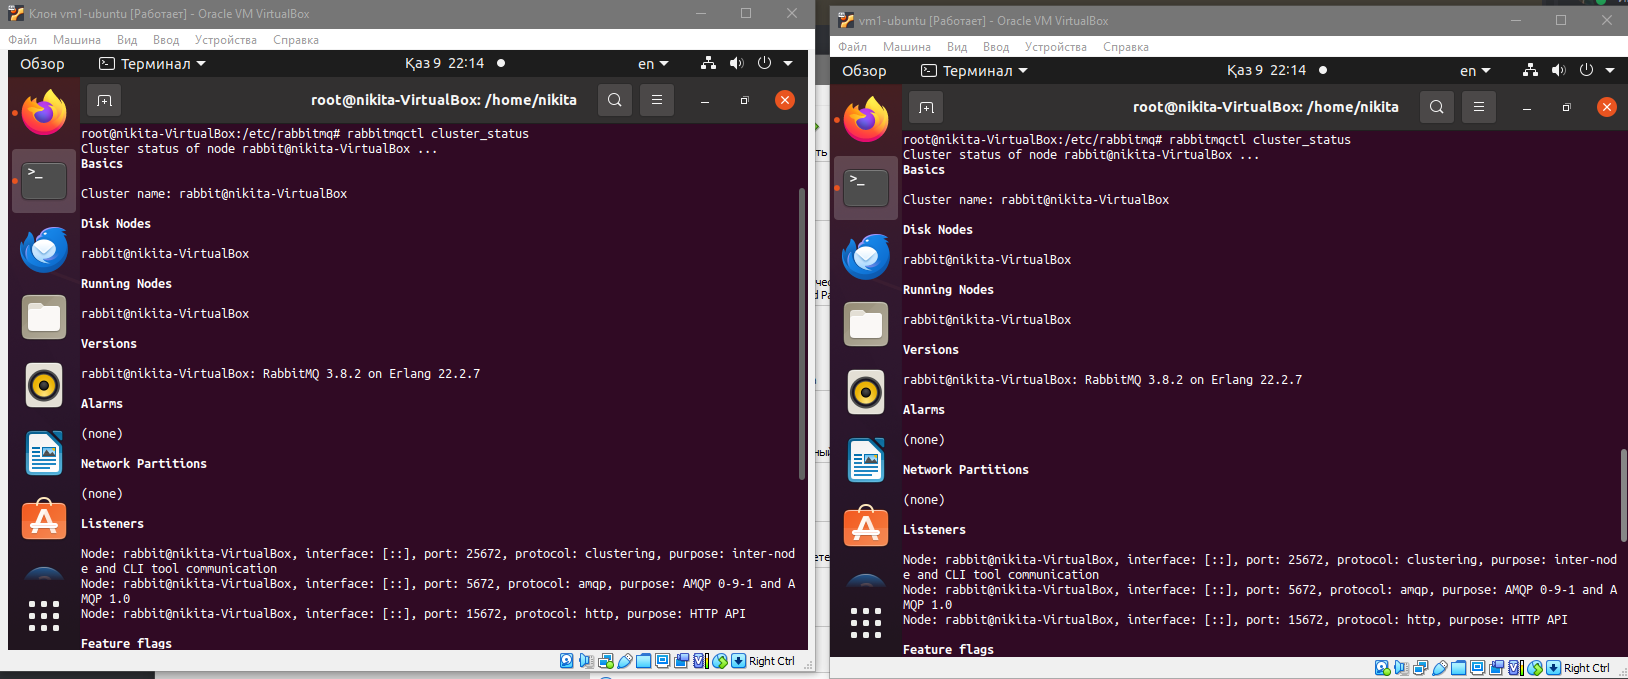 Клон vm1-ubuntu [Работает] - Oracle VM VirtualBox
Файл Машина Вид Ввод Устройства Справка
Обзор Терминал Қаз 9 22:14 en
root@nikita-VirtualBox: /home/nikita
root@nikita-VirtualBox:/etc/rabbitmq# rabbitmqctl cluster_status
Cluster status of node rabbit@nikita-VirtualBox ...
Basics
Cluster name: rabbit@nikita-VirtualBox
Disk Nodes
rabbit@nikita-VirtualBox
Running Nodes
rabbit@nikita-VirtualBox
Versions
rabbit@nikita-VirtualBox: RabbitMQ 3.8.2 on Erlang 22.2.7
Alarms
(none)
Network Partitions
(none)
Listeners
Node: rabbit@nikita-VirtualBox, interface: [::], port: 25672, protocol: clustering, purpose: inter-nod
e and CLI tool communication
Node: rabbit@nikita-VirtualBox, interface: [::], port: 5672, protocol: amqp, purpose: AMQP 0-9-1 and A
MQP 1.0
Node: rabbit@nikita-VirtualBox, interface: [::], port: 15672, protocol: http, purpose: HTTP API
Feature flags
Right Ctrl
vm1-ubuntu [Работает] - Oracle VM VirtualBox
Файл Машина Вид Ввод Устройства Справка
Обзор Терминал Қаз 9 22:14 en
root@nikita-VirtualBox: /home/nikita
root@nikita-VirtualBox:/etc/rabbitmq# rabbitmqctl cluster_status
Cluster status of node rabbit@nikita-VirtualBox ...
Basics
Cluster name: rabbit@nikita-VirtualBox
Disk Nodes
rabbit@nikita-VirtualBox
Running Nodes
rabbit@nikita-VirtualBox
Versions
rabbit@nikita-VirtualBox: RabbitMQ 3.8.2 on Erlang 22.2.7
Alarms
(none)
Network Partitions
(none)
Listeners
Node: rabbit@nikita-VirtualBox, interface: [::], port: 25672, protocol: clustering, purpose: inter-nod
e and CLI tool communication
Node: rabbit@nikita-VirtualBox, interface: [::], port: 5672, protocol: amqp, purpose: AMQP 0-9-1 and A
MQP 1.0
Node: rabbit@nikita-VirtualBox, interface: [::], port: 15672, protocol: http, purpose: HTTP API
Feature flags
Right Ctrl